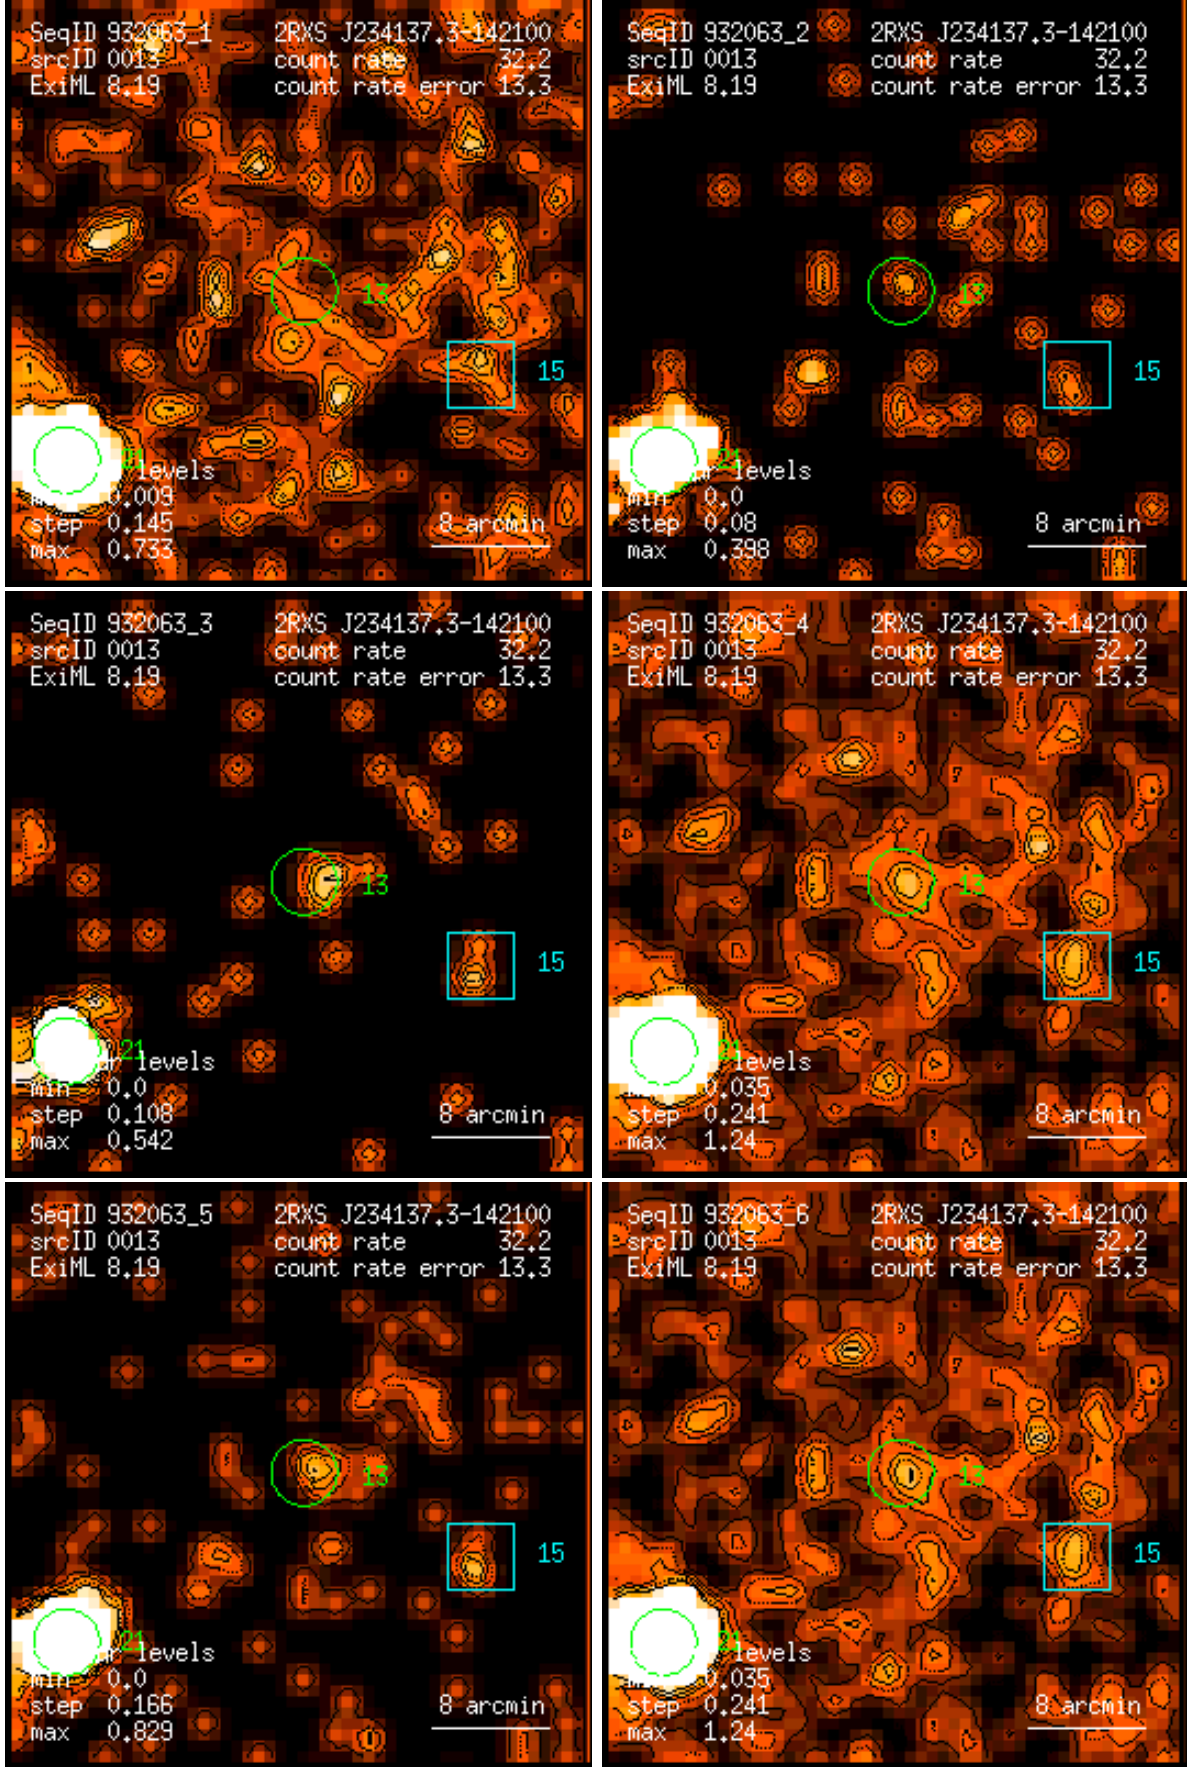 SeqID 932063_1 2RXS J234137.3-142100
srcID 0013 count rate 32.2
ExiML 8.19 count rate error 13.3
13
15
21
levels
0.009
step 0.145
max 0.733
8 arcmin
SeqID 932063_2 2RXS J234137.3-142100
srcID 0013 count rate 32.2
ExiML 8.19 count rate error 13.3
13
15
levels
min 0.0
step 0.08
max 0.398
8 arcmin
SeqID 932063_3 2RXS J234137.3-142100
srcID 0013 count rate 32.2
ExiML 8.19 count rate error 13.3
13
15
21
levels
min 0.0
step 0.108
max 0.542
8 arcmin
SeqID 932063_4 2RXS J234137.3-142100
srcID 0013 count rate 32.2
ExiML 8.19 count rate error 13.3
13
15
levels
0.035
step 0.241
max 1.24
8 arcmin
SeqID 932063_5 2RXS J234137.3-142100
srcID 0013 count rate 32.2
ExiML 8.19 count rate error 13.3
13
15
21
levels
min 0.0
step 0.166
max 0.829
8 arcmin
SeqID 932063_6 2RXS J234137.3-142100
srcID 0013 count rate 32.2
ExiML 8.19 count rate error 13.3
13
15
levels
0.035
step 0.241
max 1.24
8 arcmin